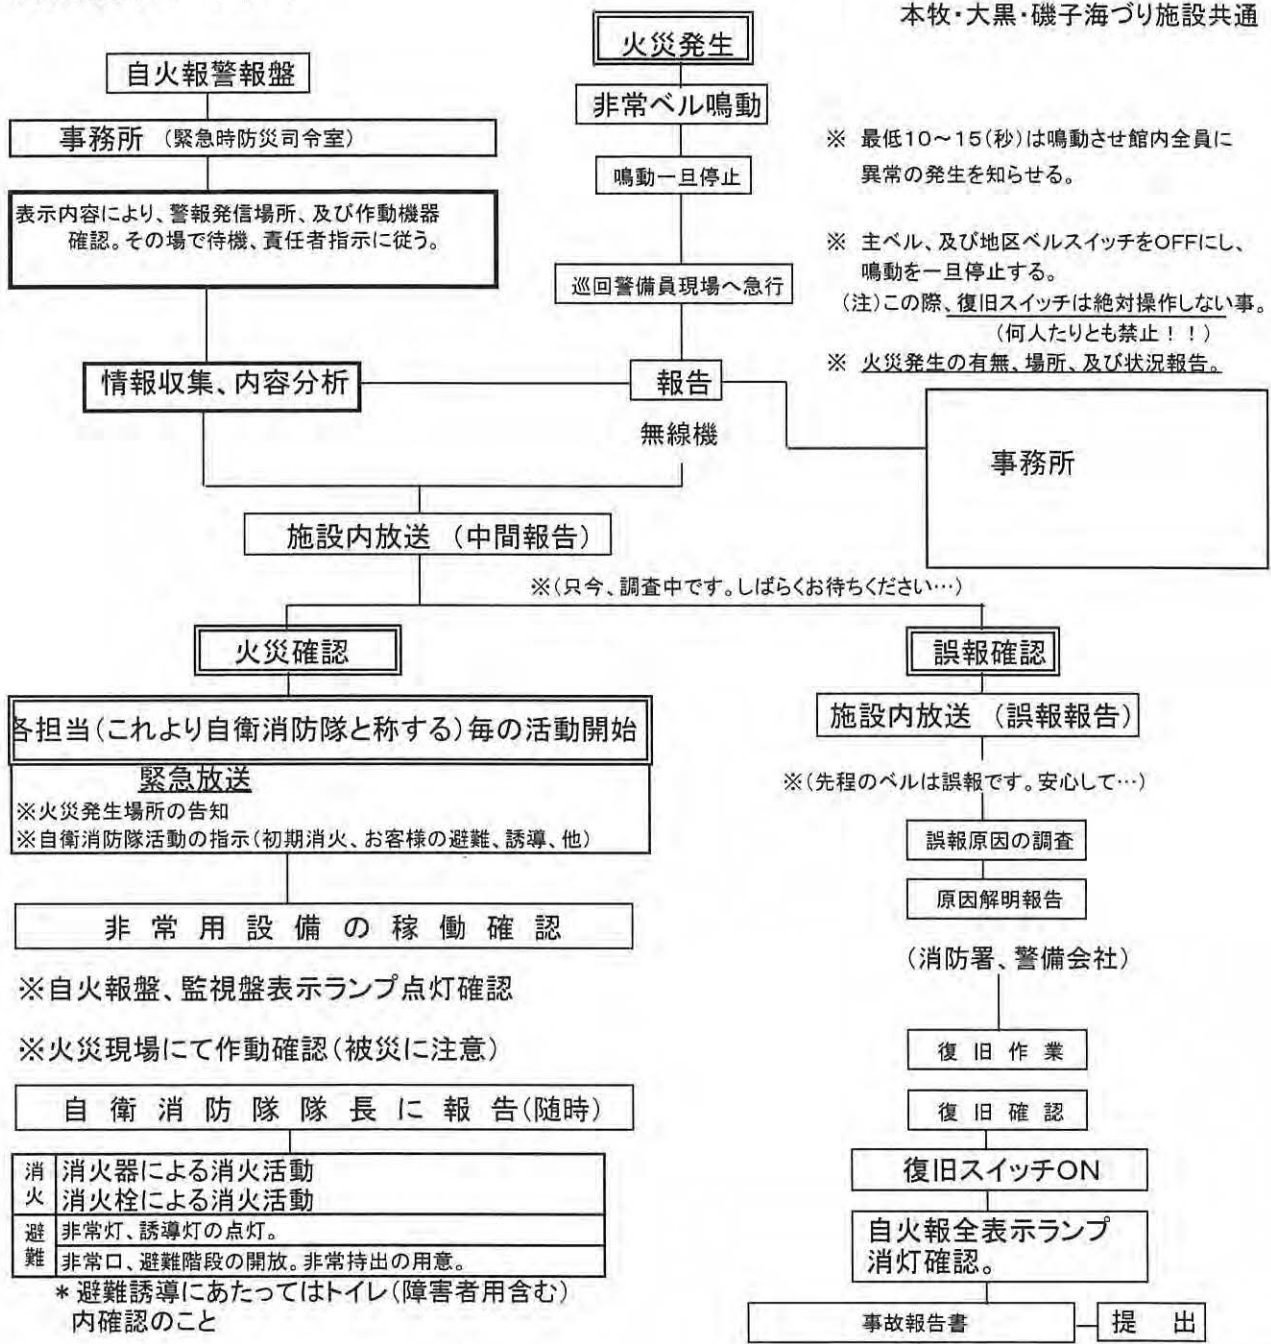 本牧・大黒・磯子海づり施設共通
火災発生
自火報警報盤
非常ベル鳴動
事務所 (緊急時防災司令室)
※ 最低10～15(秒)は鳴動させ館内全員に
異常の発生を知らせる。
鳴動一旦停止
表示内容により、警報発信場所、及び作動機器
確認。その場で待機、責任者指示に従う。
※ 主ベル、及び地区ベルスイッチをOFFにし、
鳴動を一旦停止する。
巡回警備員現場へ急行
(注)この際、復旧スイッチは絶対操作しない事。
(何人たりとも禁止！！)
※ 火災発生の有無、場所、及び状況報告。
情報収集、内容分析
報告
無線機
事務所
施設内放送 (中間報告)
※(只今、調査中です。しばらくお待ちください…)
火災確認
誤報確認
各担当(これより自衛消防隊と称する)毎の活動開始
緊急放送
※火災発生場所の告知
※自衛消防隊活動の指示(初期消火、お客様の避難、誘導、他)
施設内放送 (誤報報告)
※(先程のベルは誤報です。安心して…)
誤報原因の調査
原因解明報告
(消防署、警備会社)
非常用設備の稼働確認
※自火報盤、監視盤表示ランプ点灯確認
※火災現場にて作動確認(被災に注意)
自衛消防隊隊長に報告(随時)
消火
消火器による消火活動
消火栓による消火活動
避難
非常灯、誘導灯の点灯。
非常口、避難階段の開放。非常持出の用意。
＊避難誘導にあたってはトイレ(障害者用含む)
内確認のこと
復旧作業
復旧確認
復旧スイッチON
自火報全表示ランプ
消灯確認。
事故報告書
提 出